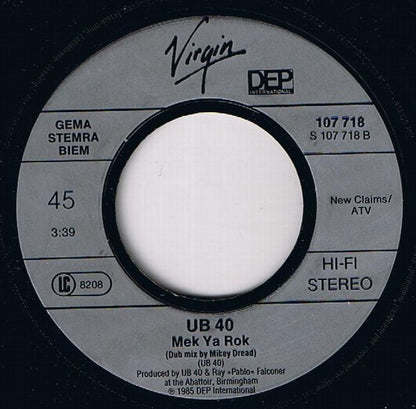 Virgin
DEP
INTERNATIONAL
GEMA
STEMRA
BIEM
107 718
S 107 718 B
45
3:39
New Claims/
ATV
LC 8208
HI-FI
STEREO
UB 40
Mek Ya Rok
(Dub mix by Mikey Dread)
(UB 40)
Produced by UB 40 & Ray »Pablo« Falconer
at the Abattoir, Birmingham
℗ 1985 DEP International